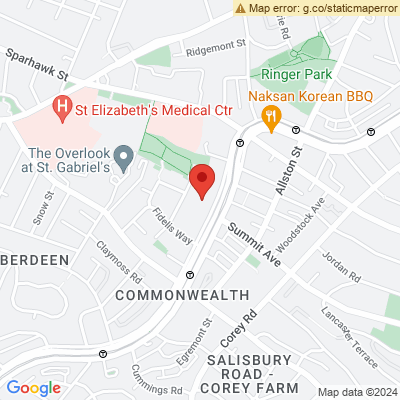 Map error: g.co/staticmaperror
Sparhawk St
Ridgemont St
ie Rd
Ringer Park
Naksan Korean BBQ
H
St Elizabeth's Medical Ctr
The Overlook
at St. Gabriel's
Allston St
Snow St
Fidelis Way
Woodstock Ave
Summit Ave
BERDEEN
Claymoss Rd
Jordan Rd
COMMONWEALTH
Corey Rd
Lancaster Terrace
Egremont St
SALISBURY
ROAD -
COREY FARM
Cummings Rd
Google
Map data ©2024